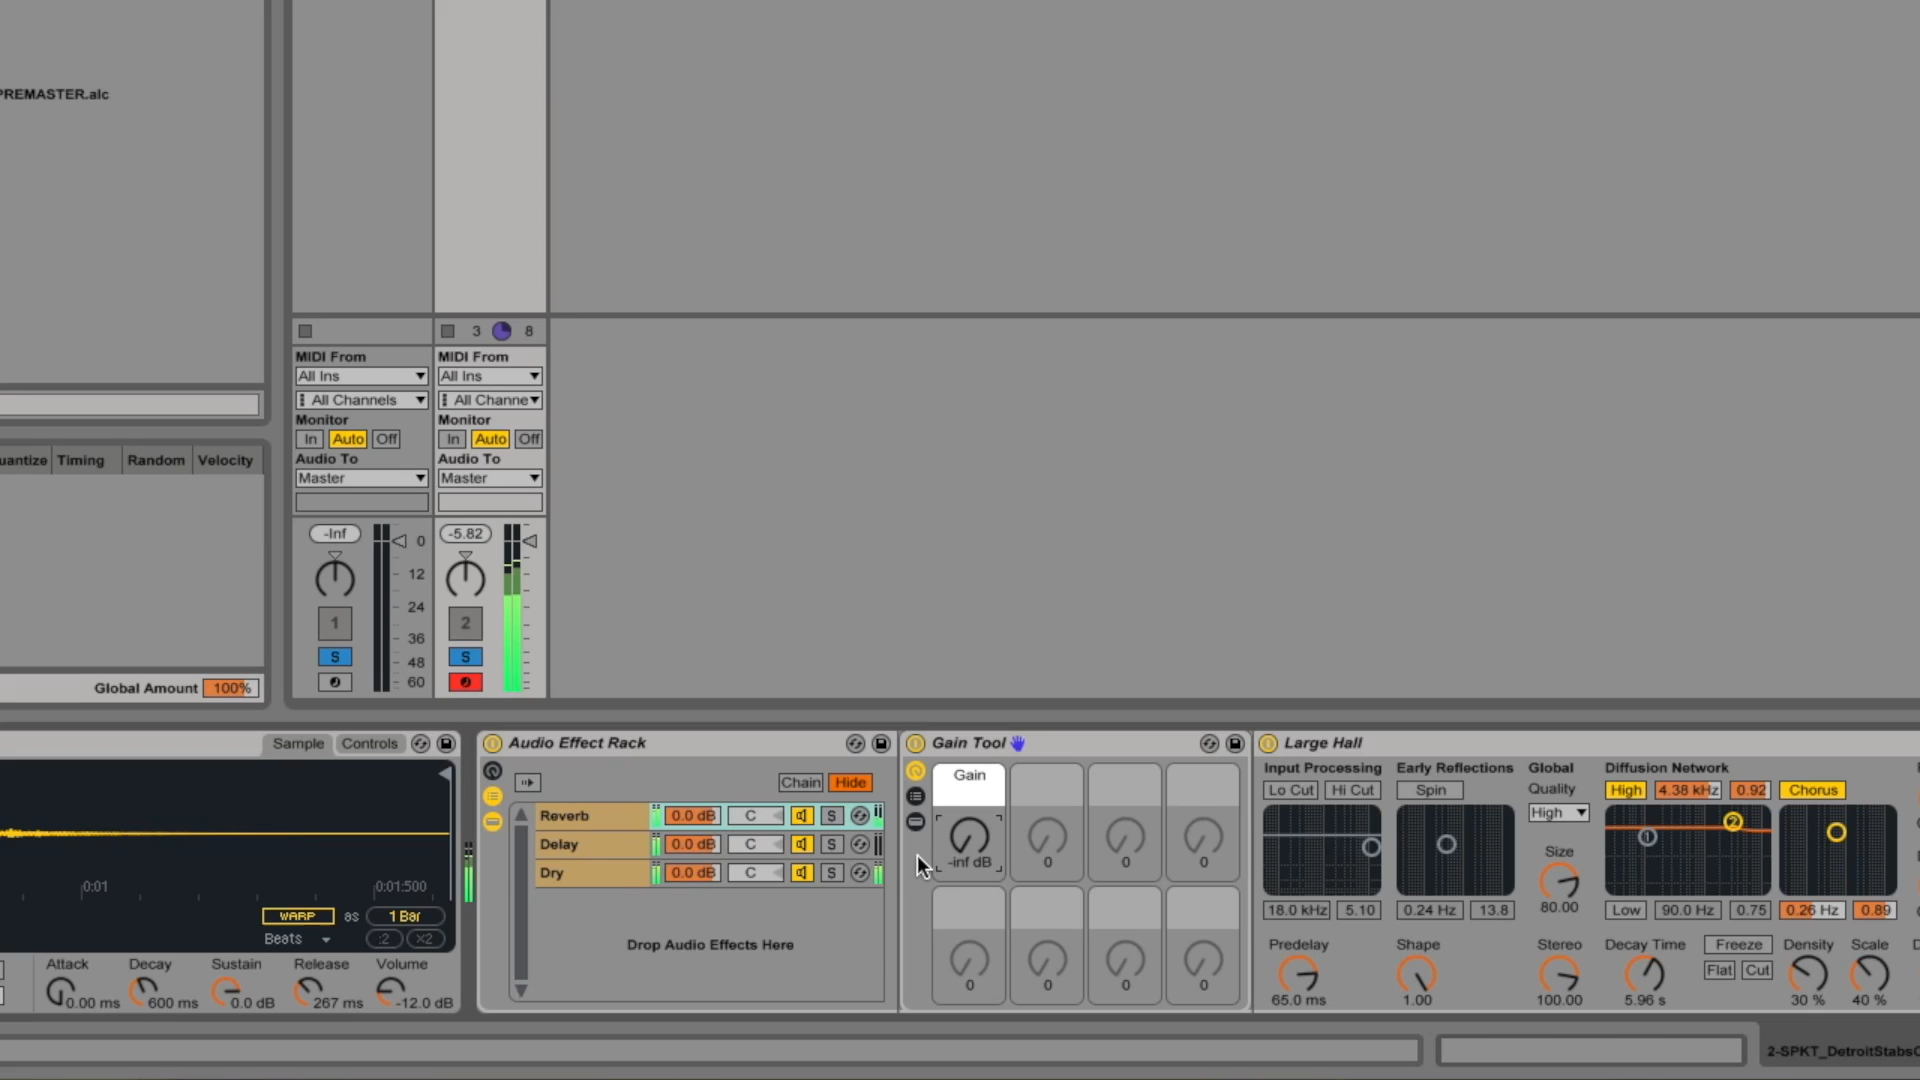 PREMASTER.alc
3 8
MIDI From MIDI From
All Ins All Ins
All Channels All Channe
Monitor Monitor
In Auto Off In Auto Off
Audio To Audio To
Master Master
uantize Timing Random Velocity
-Inf -5.82
0
12
24
1 2
36
S S
48
60
Global Amount 100%
Sample Controls
0:01 0:01:500
WARP as 1 Bar
Beats :2 ×2
Attack Decay Sustain Release Volume
0.00 ms 600 ms 0.0 dB 267 ms -12.0 dB
Audio Effect Rack
Chain Hide
Reverb 0.0 dB C S
Delay 0.0 dB C S
Dry 0.0 dB C S
Drop Audio Effects Here
Gain Tool
Gain
-inf dB 0 0 0
0 0 0 0
Large Hall
Input Processing Early Reflections Global Diffusion Network
Lo Cut Hi Cut Spin Quality High 4.38 kHz 0.92 Chorus
High
1 2
Size
80.00
18.0 kHz 5.10 0.24 Hz 13.8 Low 90.0 Hz 0.75 0.26 Hz 0.89
Predelay Shape Stereo Decay Time Freeze Density Scale
Flat Cut
65.0 ms 1.00 100.00 5.96 s 30 % 40 %
2-SPKT_DetroitStabsC